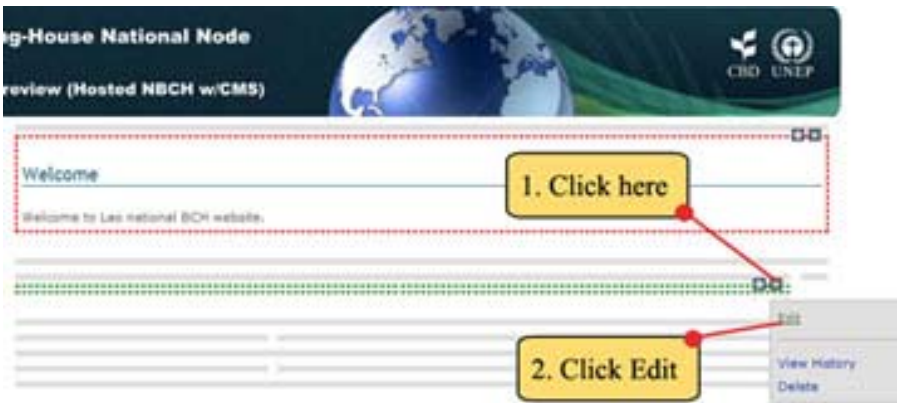 ng-House National Node
review (Hosted NBCH w/CMS)
CBD UNEP
Welcome
1. Click here
Welcome to Lao national BCH website.
Edit
2. Click Edit
View History
Delete